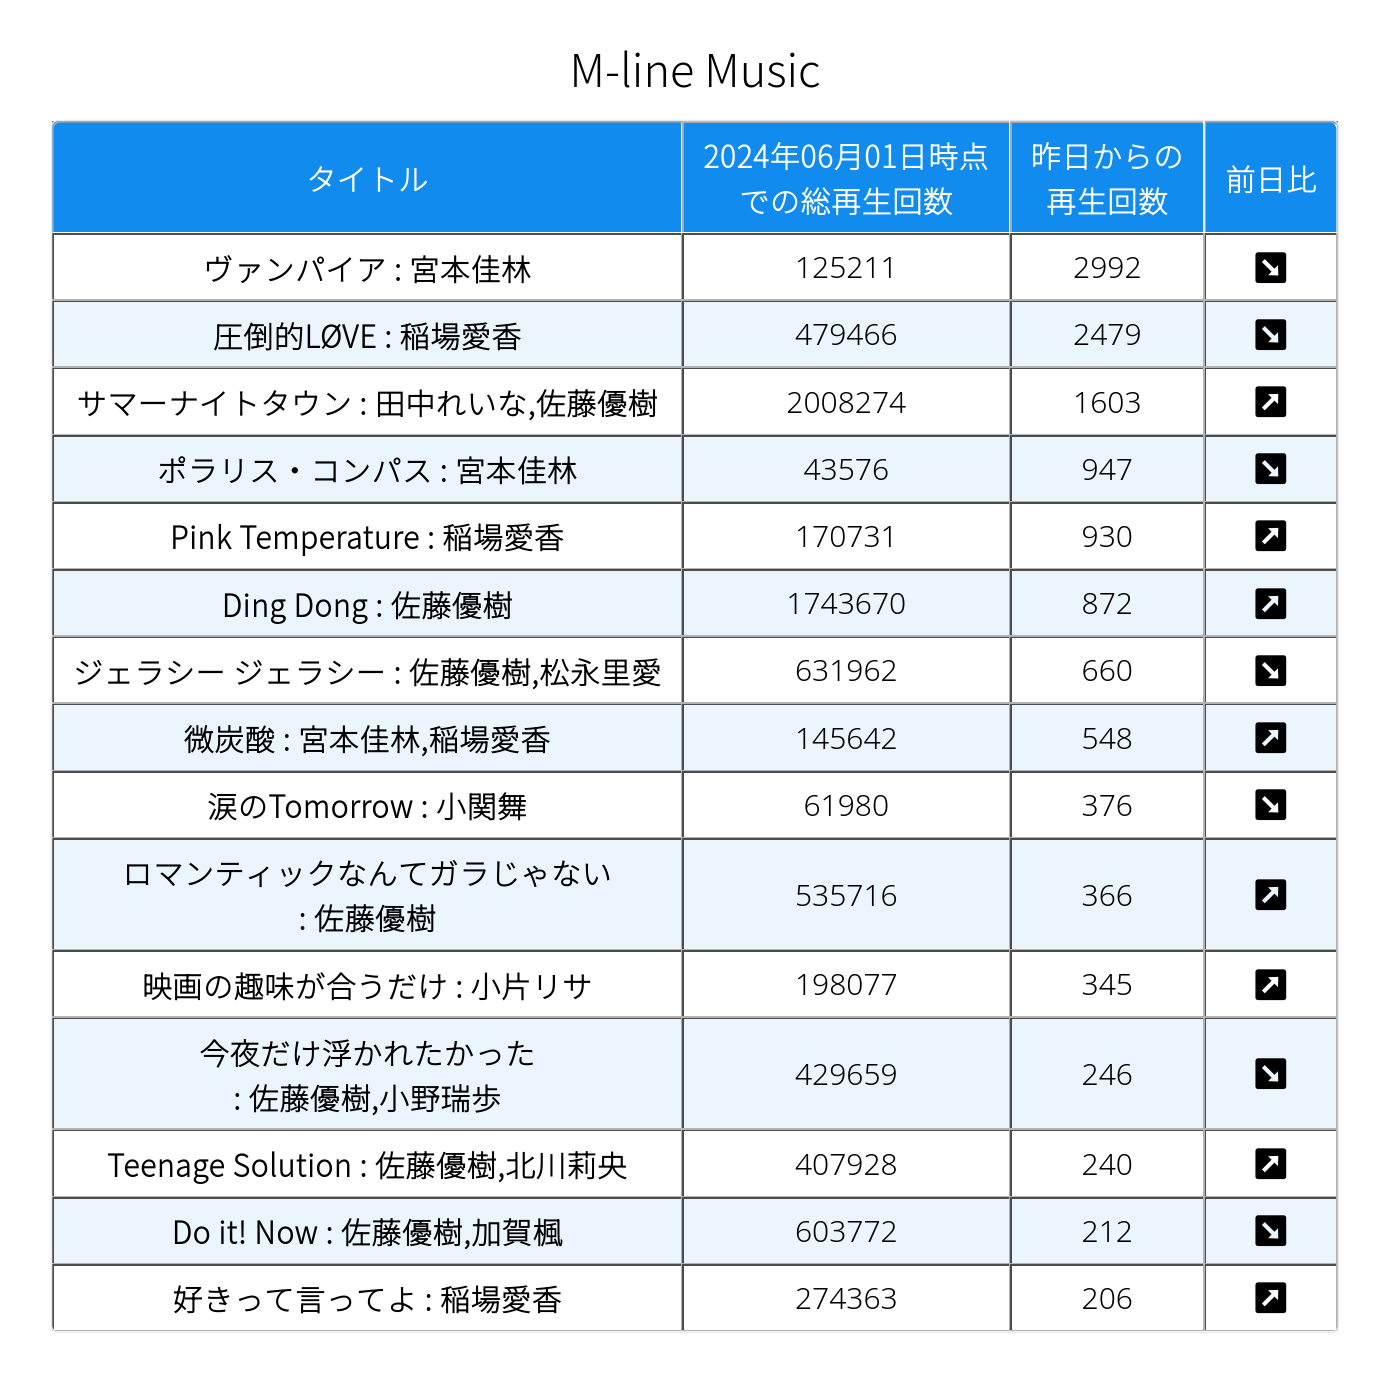 M-line Music
タイトル 2024年06月01日時点 昨日からの 前日比
での総再生回数 再生回数
ヴァンパイア : 宮本佳林 125211 2992 ↘
圧倒的LØVE : 稲場愛香 479466 2479 ↘
サマーナイトタウン : 田中れいな,佐藤優樹 2008274 1603 ↗
ポラリス・コンパス : 宮本佳林 43576 947 ↘
Pink Temperature : 稲場愛香 170731 930 ↗
Ding Dong : 佐藤優樹 1743670 872 ↗
ジェラシー ジェラシー : 佐藤優樹,松永里愛 631962 660 ↘
微炭酸 : 宮本佳林,稲場愛香 145642 548 ↗
涙のTomorrow : 小関舞 61980 376 ↘
ロマンティックなんてガラじゃない
: 佐藤優樹 535716 366 ↗
映画の趣味が合うだけ : 小片リサ 198077 345 ↗
今夜だけ浮かれたかった
: 佐藤優樹,小野瑞歩 429659 246 ↘
Teenage Solution : 佐藤優樹,北川莉央 407928 240 ↗
Do it! Now : 佐藤優樹,加賀楓 603772 212 ↘
好きって言ってよ : 稲場愛香 274363 206 ↗